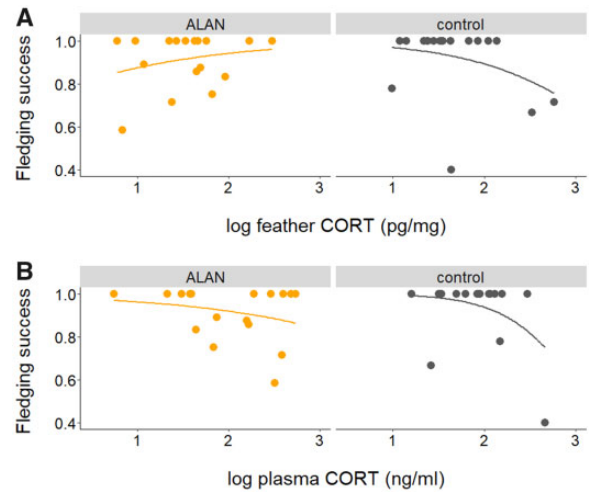 A
ALAN control
Fledging success
1.0
0.8
0.6
0.4
1 2 3 1 2 3
log feather CORT (pg/mg)
B
ALAN control
Fledging success
1.0
0.8
0.6
0.4
1 2 3 1 2 3
log plasma CORT (ng/ml)